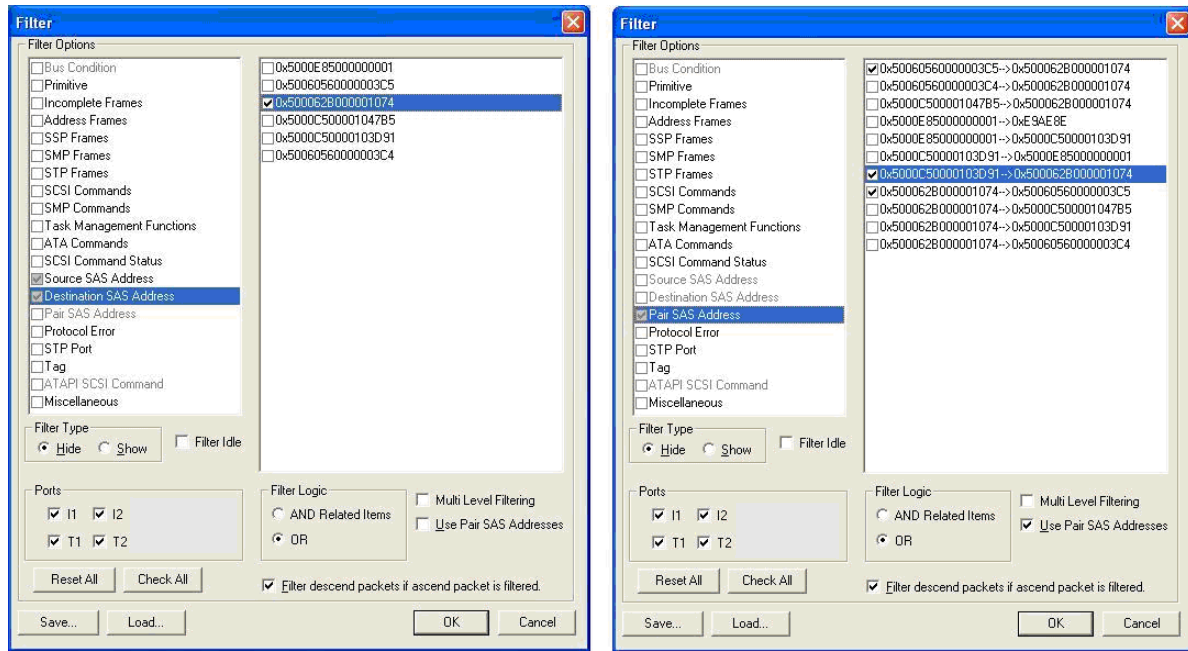 Filter
Filter Options
Bus Condition
Primitive
Incomplete Frames
Address Frames
SSP Frames
SMP Frames
STP Frames
SCSI Commands
SMP Commands
Task Management Functions
ATA Commands
SCSI Command Status
Source SAS Address
Destination SAS Address
Pair SAS Address
Protocol Error
STP Port
Tag
ATAPI SCSI Command
Miscellaneous
0x5000E85000000001
0x50060560000003C5
0x500062B000001074
0x5000C500001047B5
0x5000C50000103D91
0x50060560000003C4
Filter Type
Hide
Show
Filter Idle
Ports
I1
I2
T1
T2
Filter Logic
AND Related Items
OR
Multi Level Filtering
Use Pair SAS Addresses
Reset All
Check All
Filter descend packets if ascend packet is filtered.
Save...
Load...
OK
Cancel
Filter
Filter Options
Bus Condition
Primitive
Incomplete Frames
Address Frames
SSP Frames
SMP Frames
STP Frames
SCSI Commands
SMP Commands
Task Management Functions
ATA Commands
SCSI Command Status
Source SAS Address
Destination SAS Address
Pair SAS Address
Protocol Error
STP Port
Tag
ATAPI SCSI Command
Miscellaneous
0x50060560000003C5-->0x500062B000001074
0x50060560000003C4-->0x500062B000001074
0x5000C500001047B5-->0x500062B000001074
0x5000E85000000001-->0xE9AE8E
0x5000E85000000001-->0x5000C50000103D91
0x5000C50000103D91-->0x5000E85000000001
0x5000C50000103D91-->0x500062B000001074
0x500062B000001074-->0x50060560000003C5
0x500062B000001074-->0x5000C500001047B5
0x500062B000001074-->0x5000C50000103D91
0x500062B000001074-->0x50060560000003C4
Filter Type
Hide
Show
Filter Idle
Ports
I1
I2
T1
T2
Filter Logic
AND Related Items
OR
Multi Level Filtering
Use Pair SAS Addresses
Reset All
Check All
Filter descend packets if ascend packet is filtered.
Save...
Load...
OK
Cancel